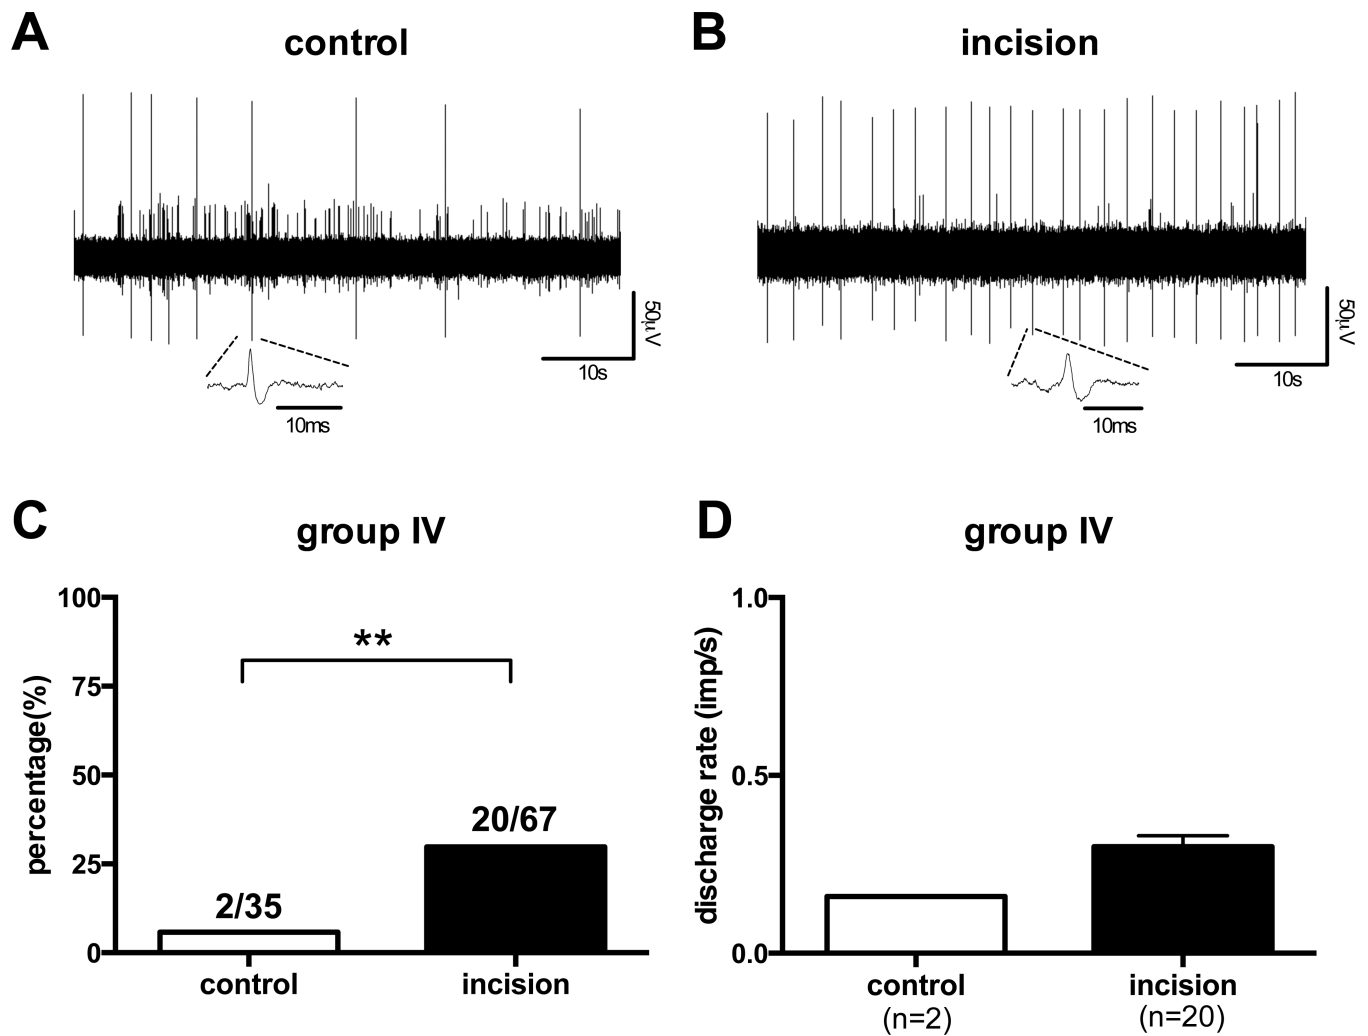 A
control
50µV
10s
10ms
B
incision
50µV
10s
10ms
C
group IV
percentage(%)
100
75
50
25
0
**
2/35
20/67
control
incision
D
group IV
discharge rate (imp/s)
1.0
0.5
0.0
control
(n=2)
incision
(n=20)